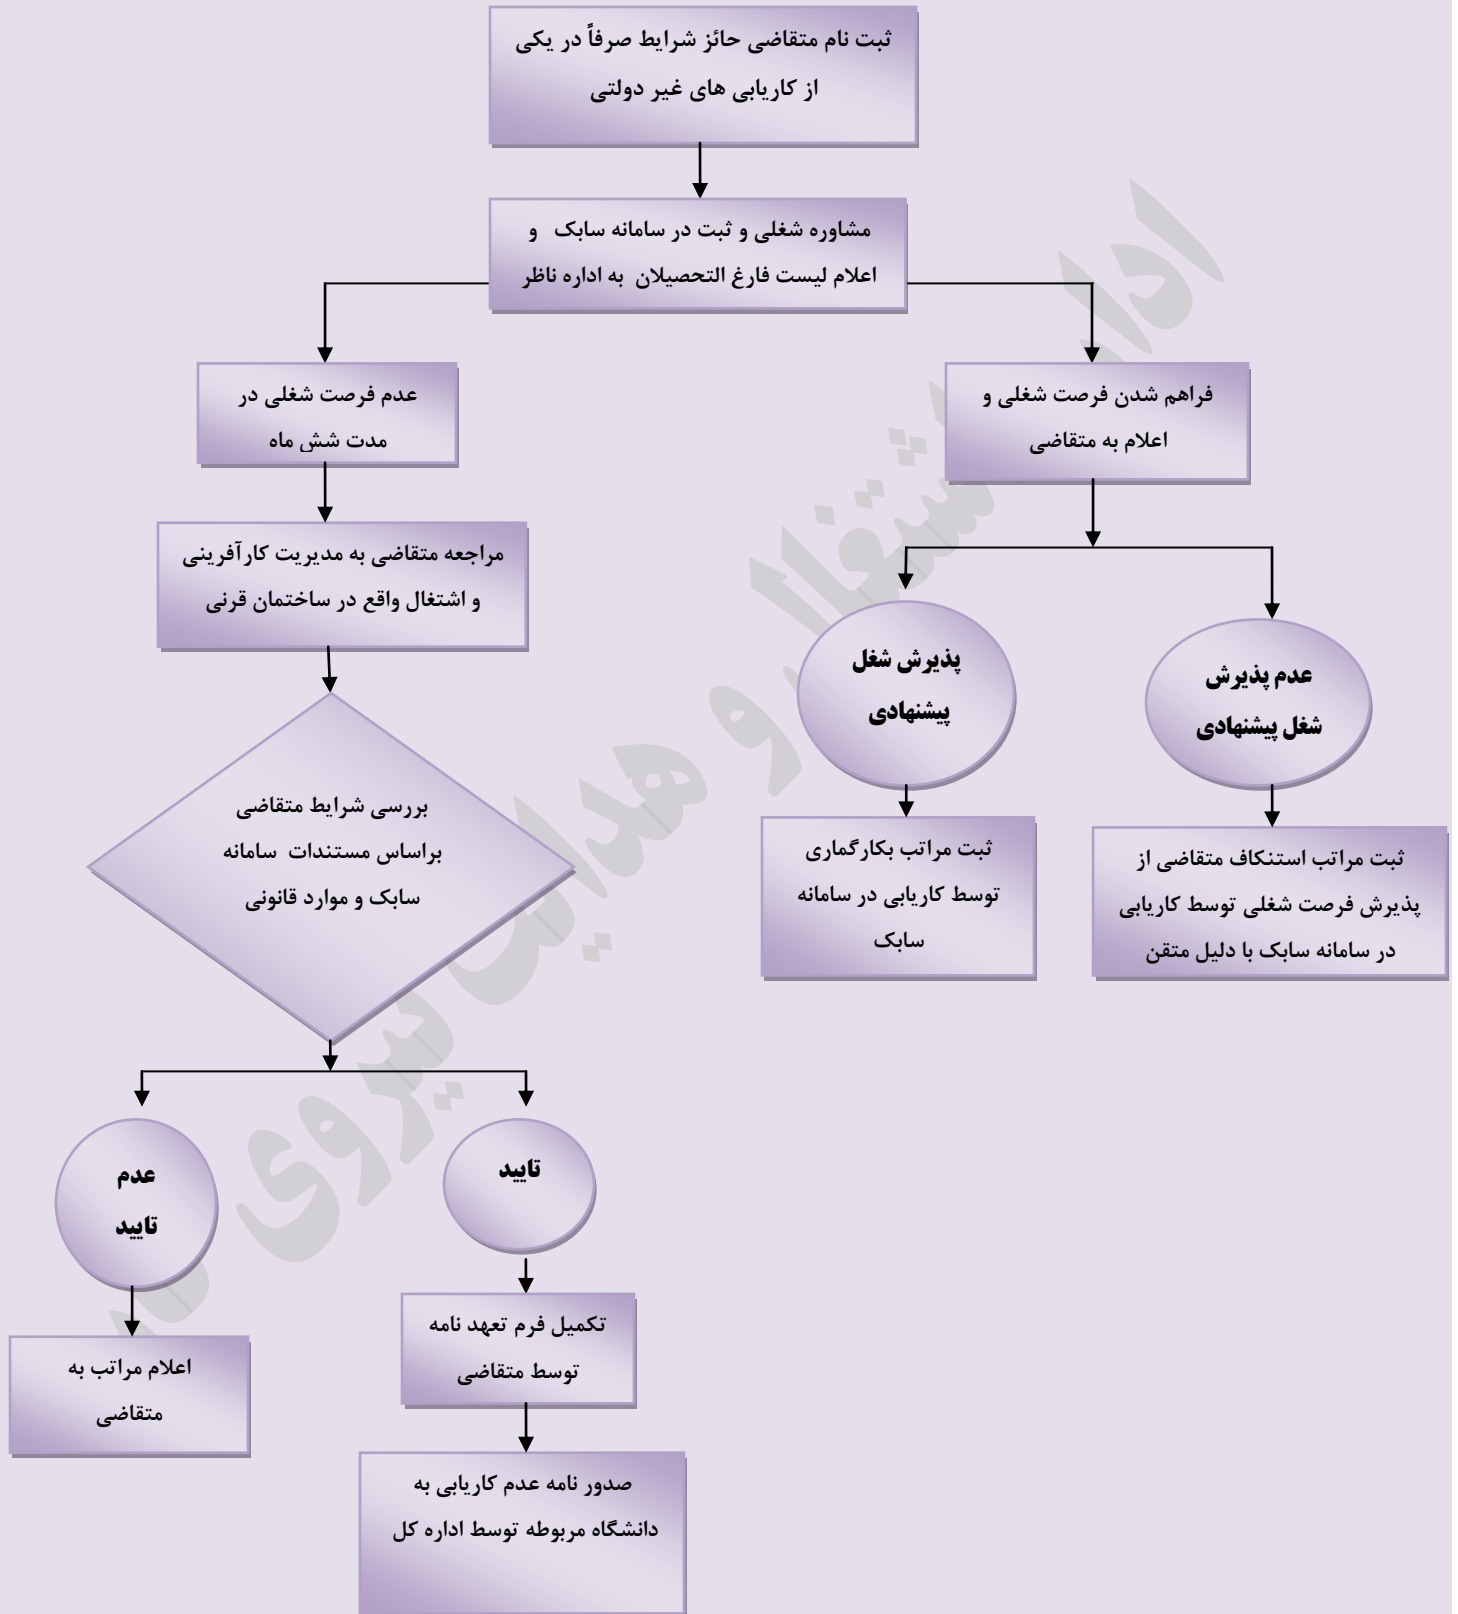 ثبت نام متقاضی حائز شرایط صرفاً در یکی
از کاریابی های غیر دولتی
مشاوره شغلی و ثبت در سامانه سابک و
اعلام لیست فارغ التحصیلان به اداره ناظر
فراهم شدن فرصت شغلی و
اعلام به متقاضی
عدم فرصت شغلی در
مدت شش ماه
مراجعه متقاضی به مدیریت کارآفرینی
و اشتغال واقع در ساختمان قرنی
عدم پذیرش
شغل پیشنهادی
پذیرش شغل
پیشنهادی
ثبت مراتب استنکاف متقاضی از
پذیرش فرصت شغلی توسط کاریابی
در سامانه سابک با دلیل متقن
ثبت مراتب بکارگماری
توسط کاریابی در سامانه
سابک
بررسی شرایط متقاضی
براساس مستندات سامانه
سابک و موارد قانونی
تایید
عدم
تایید
تکمیل فرم تعهد نامه
توسط متقاضی
اعلام مراتب به
متقاضی
صدور نامه عدم کاریابی به
دانشگاه مربوطه توسط اداره کل
و هدایت نیروی